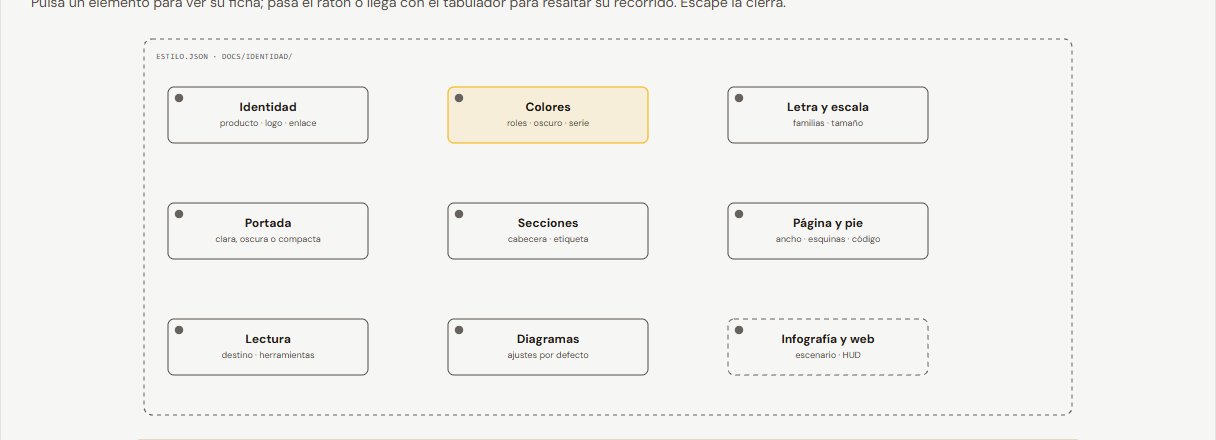 Pulsa un elemento para ver su ficha; pasa el ratón o llega con el tabulador para resaltar su recorrido. Escape la cierra.
ESTILO.JSON · DOCS/IDENTIDAD/
Identidad
producto · logo · enlace
Colores
roles · oscuro · serie
Letra y escala
familias · tamaño
Portada
clara, oscura o compacta
Secciones
cabecera · etiqueta
Página y pie
ancho · esquinas · código
Lectura
destino · herramientas
Diagramas
ajustes por defecto
Infografía y web
escenario · HUD